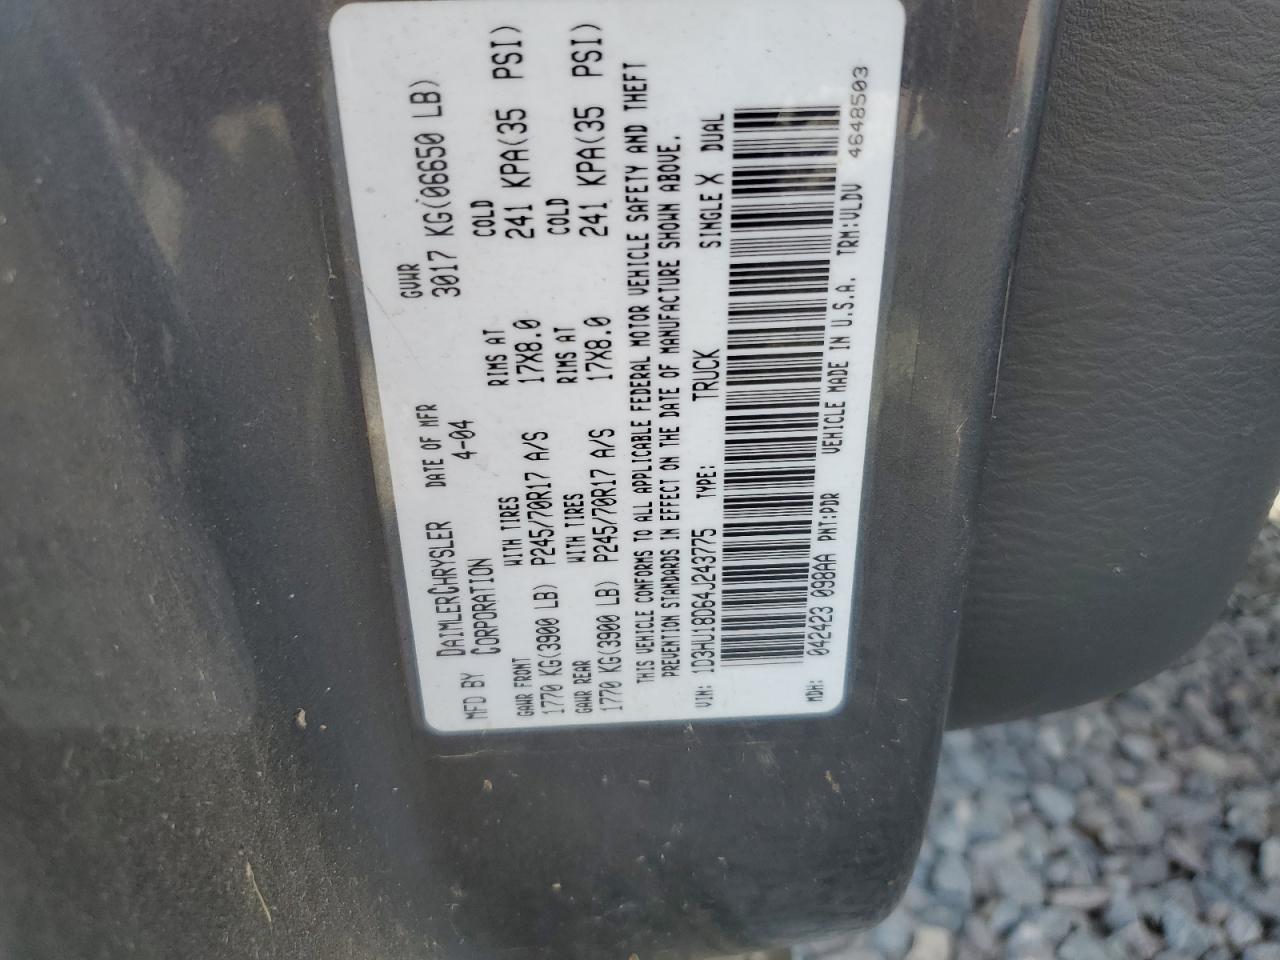 MFD BY DAIMLERCHRYSLER CORPORATION DATE OF MFR 4-04 GVWR 3017 KG(06650 LB)
GAWR FRONT WITH TIRES RIMS AT COLD
1770 KG(3900 LB) P245/70R17 A/S 17X8.0 241 KPA(35 PSI)
GAWR REAR WITH TIRES RIMS AT COLD
1770 KG(3900 LB) P245/70R17 A/S 17X8.0 241 KPA(35 PSI)
THIS VEHICLE CONFORMS TO ALL APPLICABLE FEDERAL MOTOR VEHICLE SAFETY AND THEFT
PREVENTION STANDARDS IN EFFECT ON THE DATE OF MANUFACTURE SHOWN ABOVE.
VIN: 1D3HU18D64J243775 TYPE: TRUCK SINGLE X DUAL
MDH: 042423 098AA PNT:PDR VEHICLE MADE IN U.S.A. TRM:VLDV 4648503